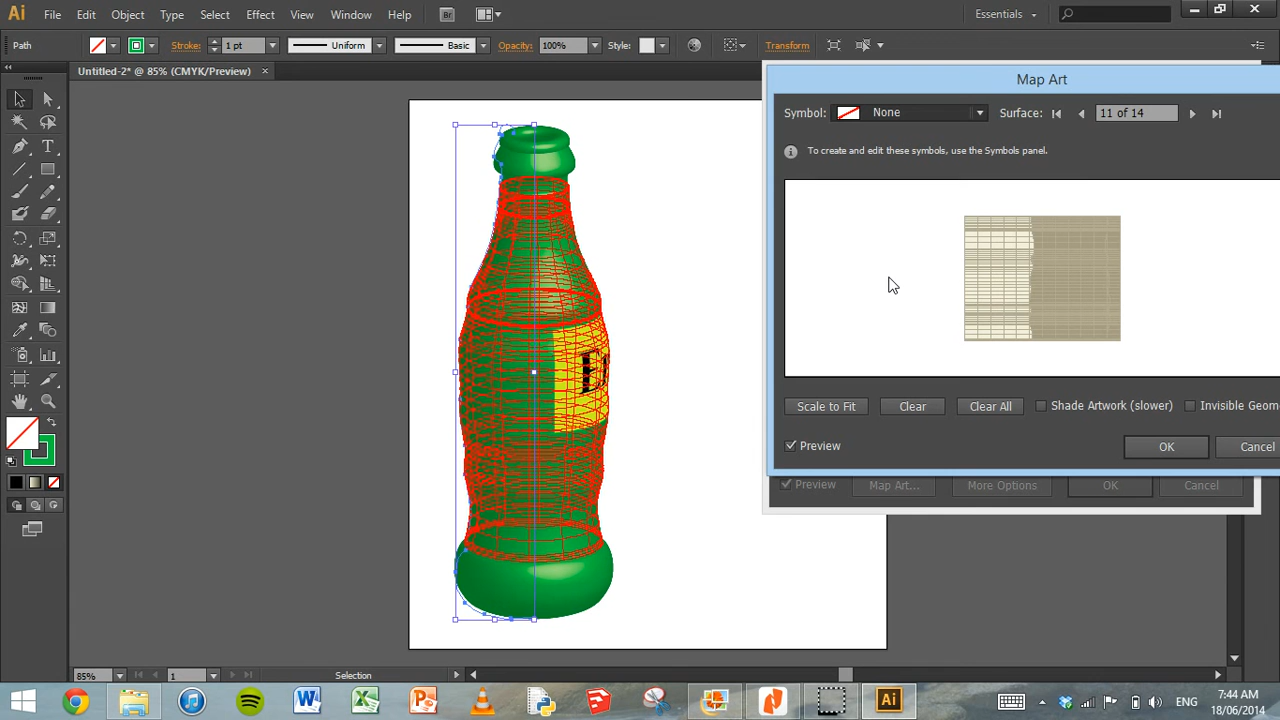 Ai File Edit Object Type Select Effect View Window Help Br Essentials
Path Stroke: 1 pt Uniform Basic Opacity: 100% Style: Transform
Untitled-2* @ 85% (CMYK/Preview) ×
Map Art
Symbol: None Surface: 11 of 14
To create and edit these symbols, use the Symbols panel.
Scale to Fit Clear Clear All Shade Artwork (slower) Invisible Geom
Preview OK Cancel
Preview Map Art... More Options OK Cancel
85% 1 Selection
ENG
7:44 AM
18/06/2014